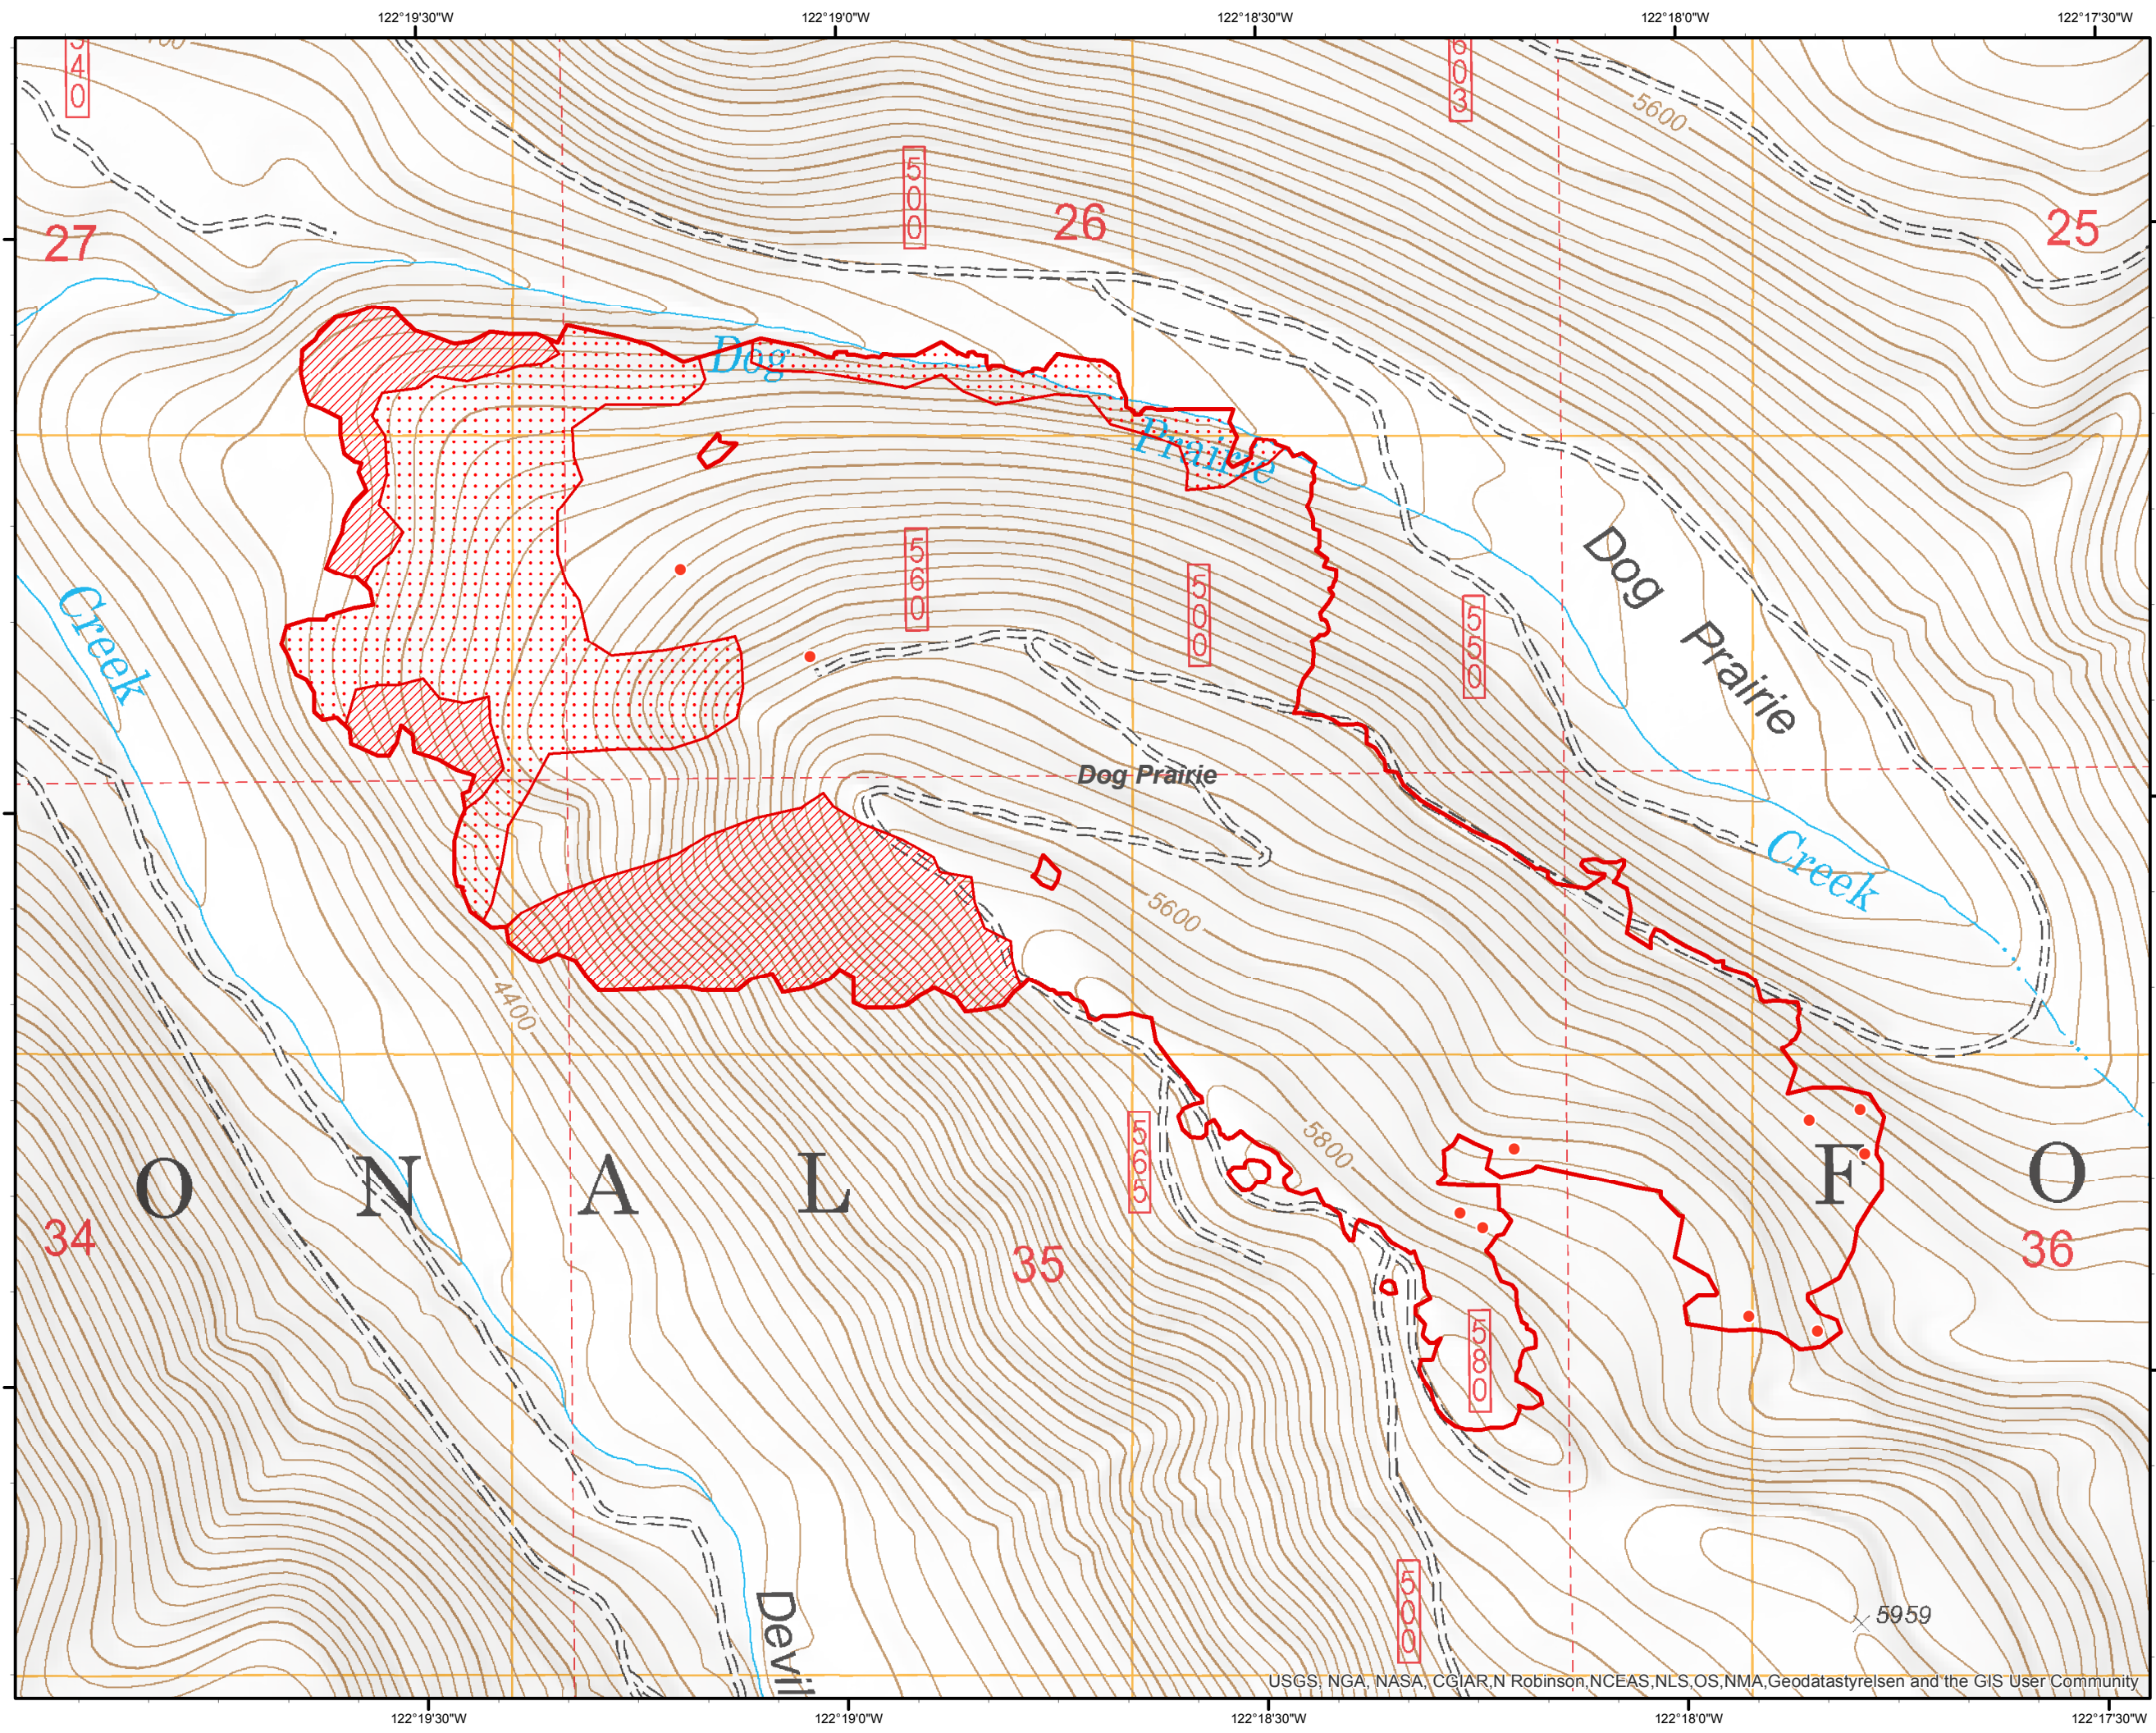 122°19'30"W
122°19'0"W
122°18'30"W
122°18'0"W
122°17'30"W
603
5600
500
26
27
25
Dog
Prairie
Dog Prairie
560
500
550
Creek
Dog Prairie
Creek
5600
4400
O N A L F O
565
5800
34
35
36
580
Devil
500
5959
USGS, NGA, NASA, CGIAR,N Robinson,NCEAS,NLS,OS,NMA,Geodatastyrelsen and the GIS User Community
122°19'30"W
122°19'0"W
122°18'30"W
122°18'0"W
122°17'30"W